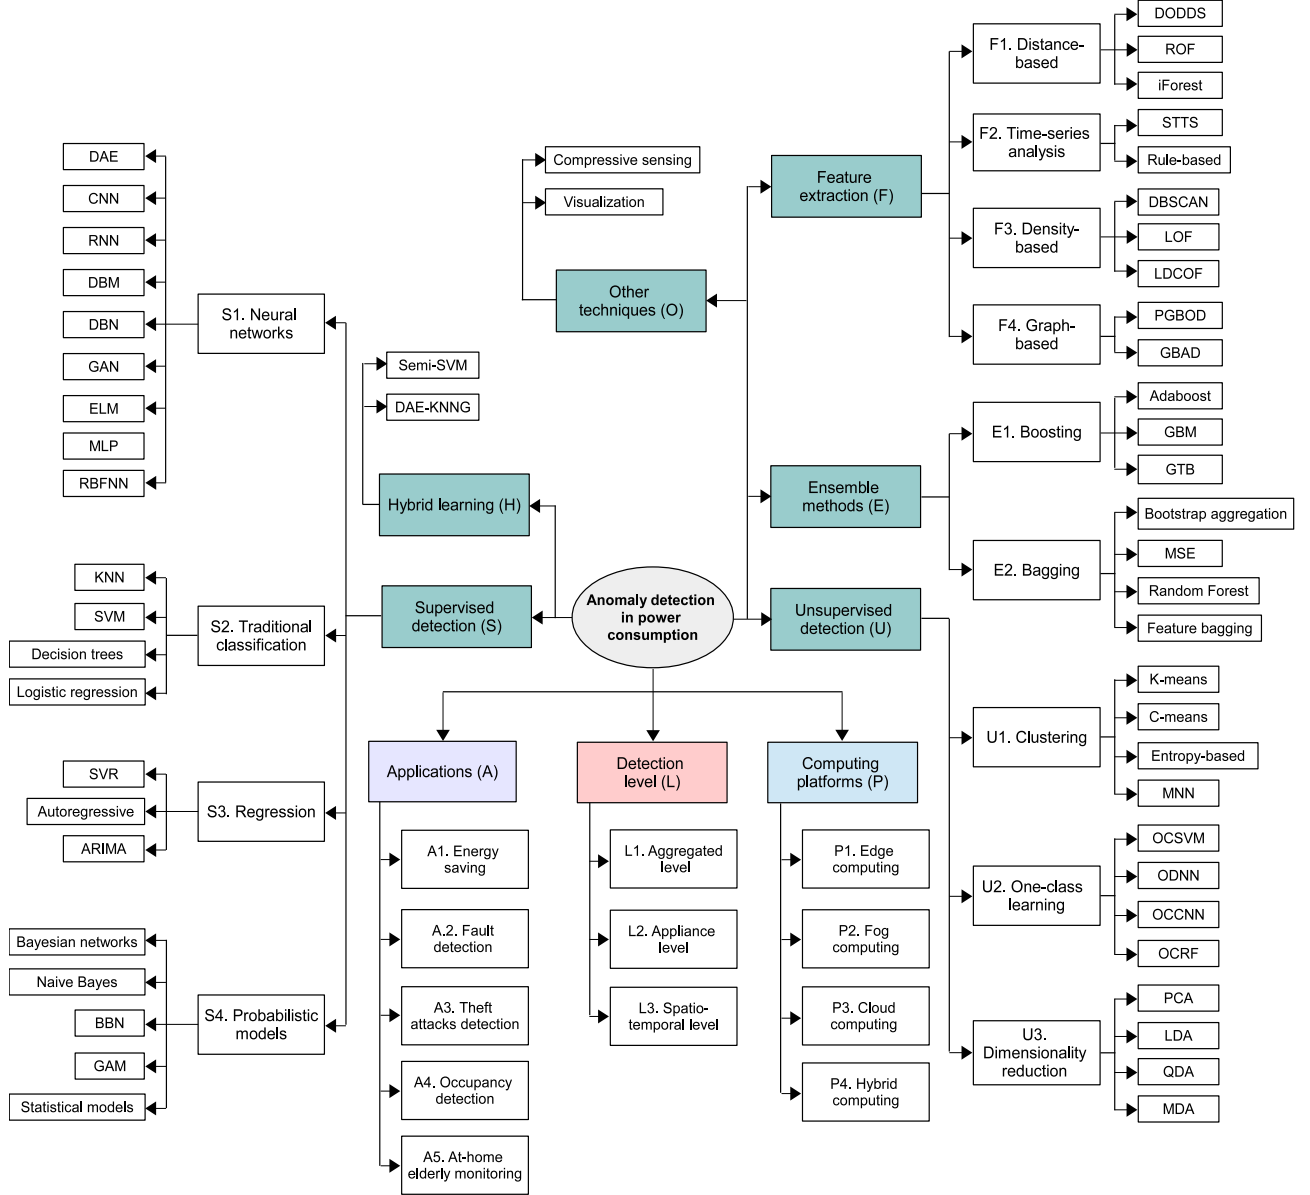 DODDS
F1. Distance-
based
ROF
iForest
STTS
F2. Time-series
analysis
Rule-based
DBSCAN
F3. Density-
based
LOF
LDCOF
PGBOD
F4. Graph-
based
GBAD
Feature
extraction (F)
Compressive sensing
Visualization
Other
techniques (O)
DAE
CNN
RNN
DBM
DBN
GAN
ELM
MLP
RBFNN
S1. Neural
networks
Semi-SVM
DAE-KNNG
Hybrid learning (H)
Ensemble
methods (E)
E1. Boosting
Adaboost
GBM
GTB
E2. Bagging
Bootstrap aggregation
MSE
Random Forest
Feature bagging
KNN
SVM
Decision trees
Logistic regression
S2. Traditional
classification
Supervised
detection (S)
Anomaly detection
in power
consumption
Unsupervised
detection (U)
SVR
Autoregressive
ARIMA
S3. Regression
Bayesian networks
Naive Bayes
BBN
GAM
Statistical models
S4. Probabilistic
models
Applications (A)
A1. Energy
saving
A.2. Fault
detection
A3. Theft
attacks detection
A4. Occupancy
detection
A5. At-home
elderly monitoring
Detection
level (L)
L1. Aggregated
level
L2. Appliance
level
L3. Spatio-
temporal level
Computing
platforms (P)
P1. Edge
computing
P2. Fog
computing
P3. Cloud
computing
P4. Hybrid
computing
U1. Clustering
K-means
C-means
Entropy-based
MNN
U2. One-class
learning
OCSVM
ODNN
OCCNN
OCRF
U3.
Dimensionality
reduction
PCA
LDA
QDA
MDA